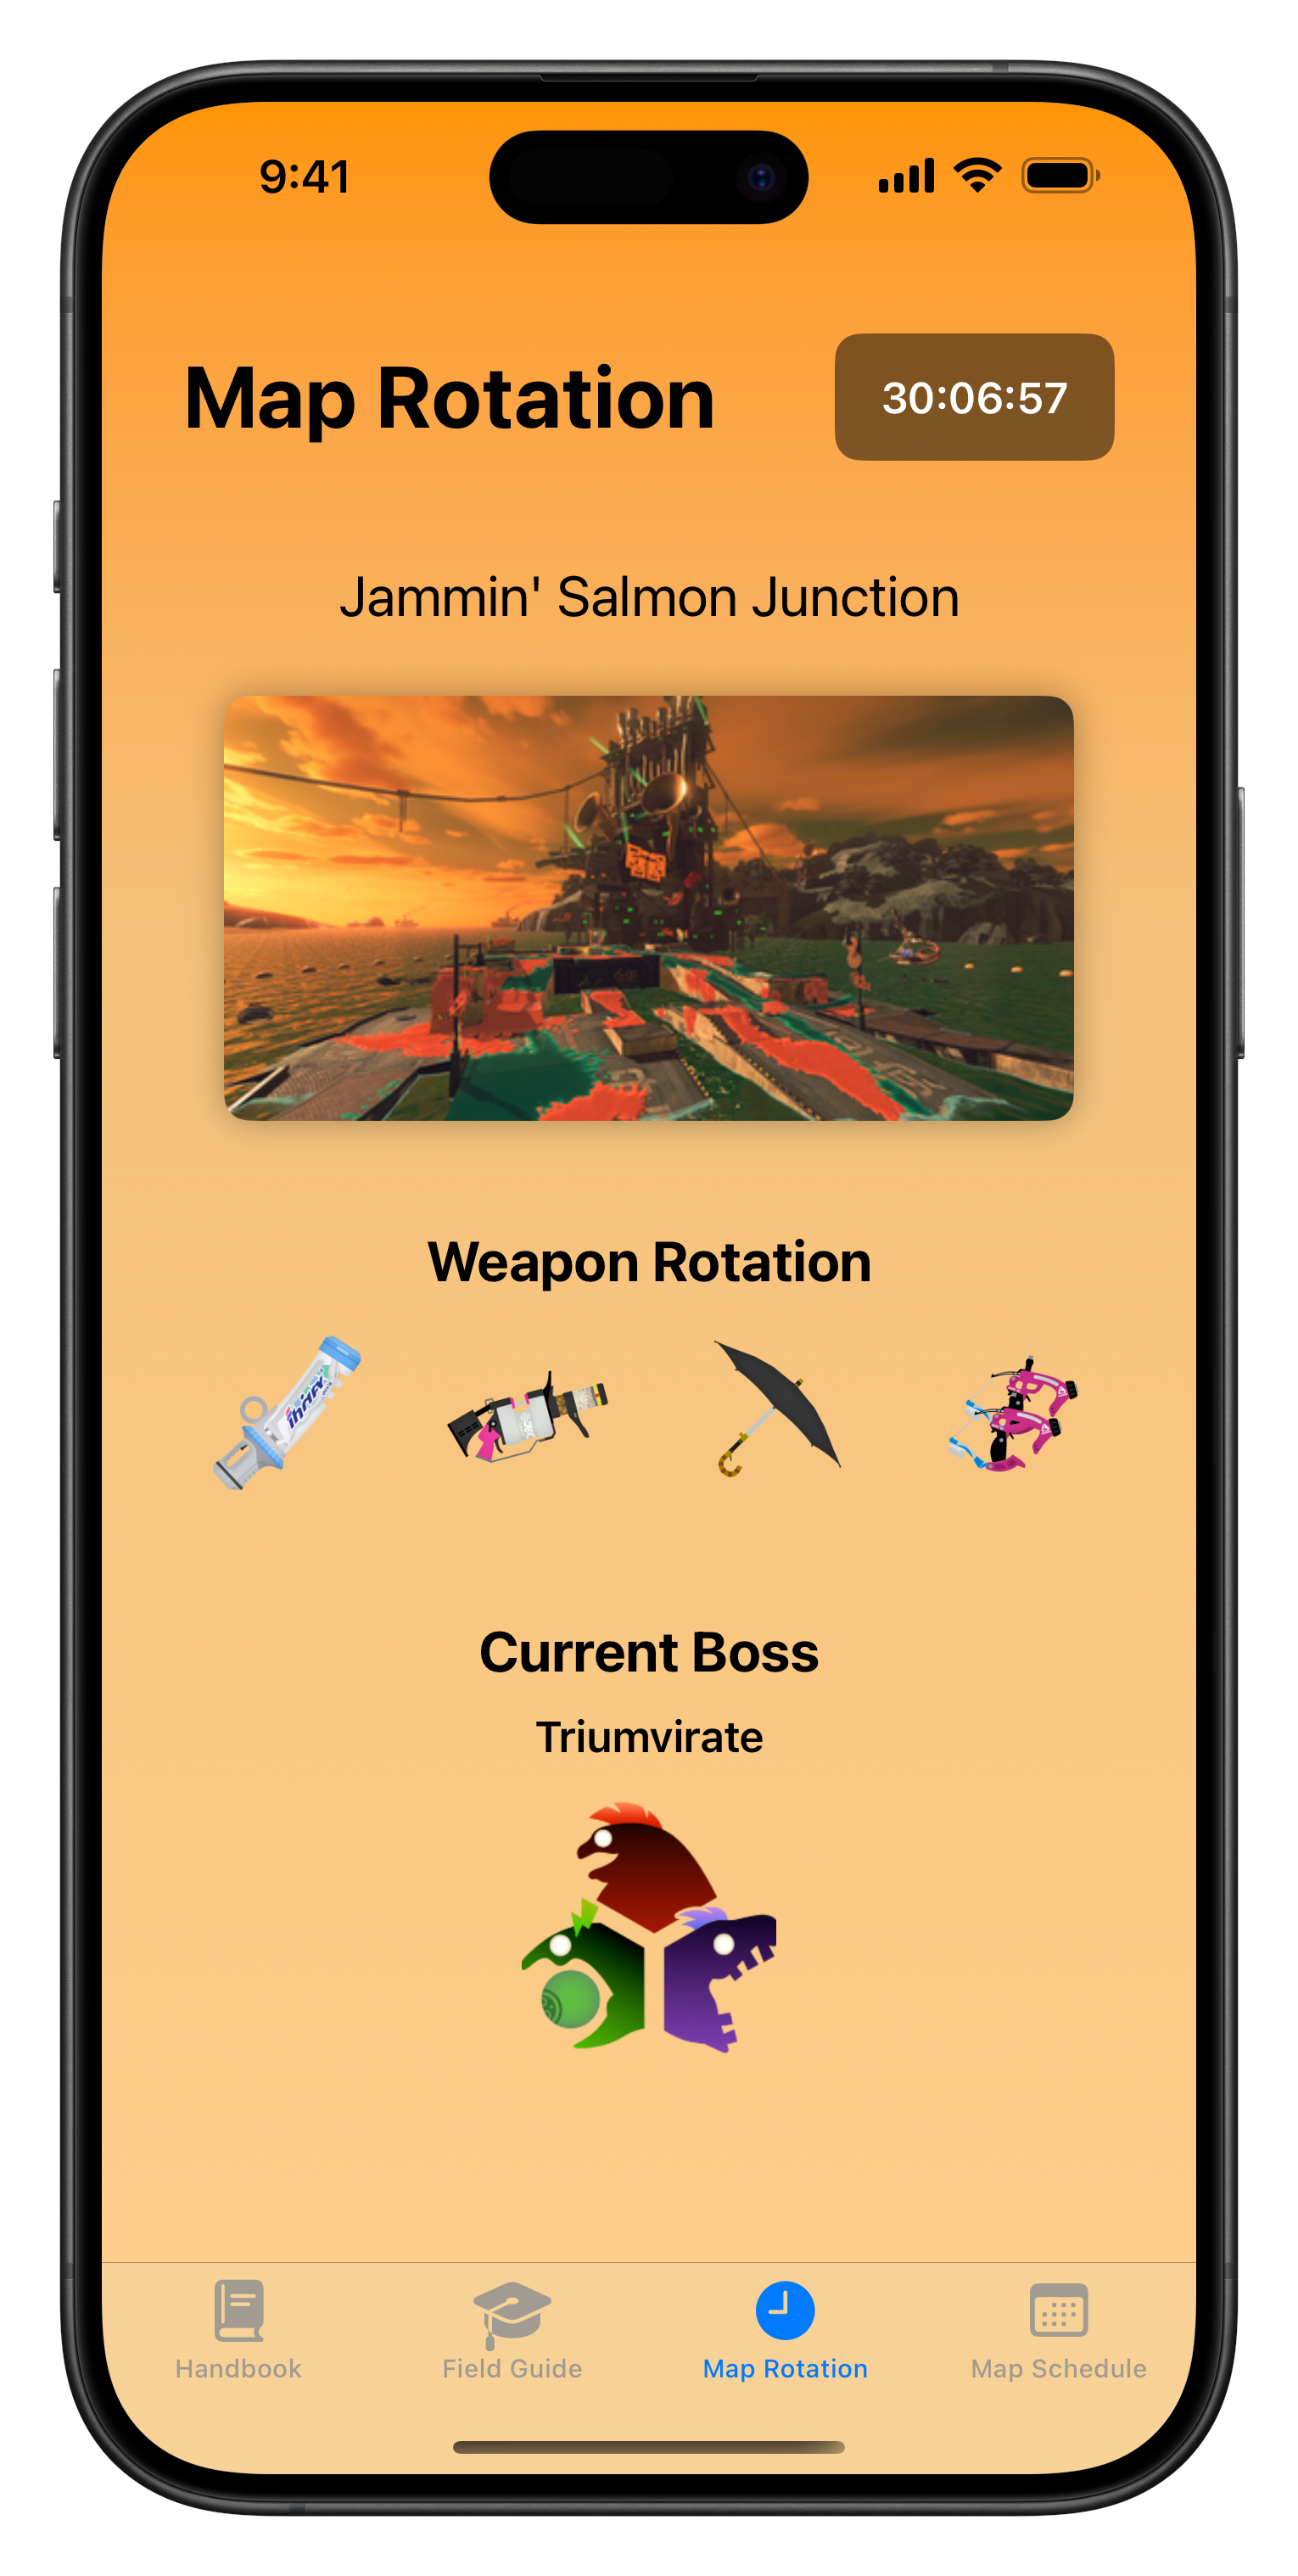 9:41
Map Rotation
30:06:57
Jammin' Salmon Junction
Weapon Rotation
Current Boss
Triumvirate
Handbook
Field Guide
Map Rotation
Map Schedule